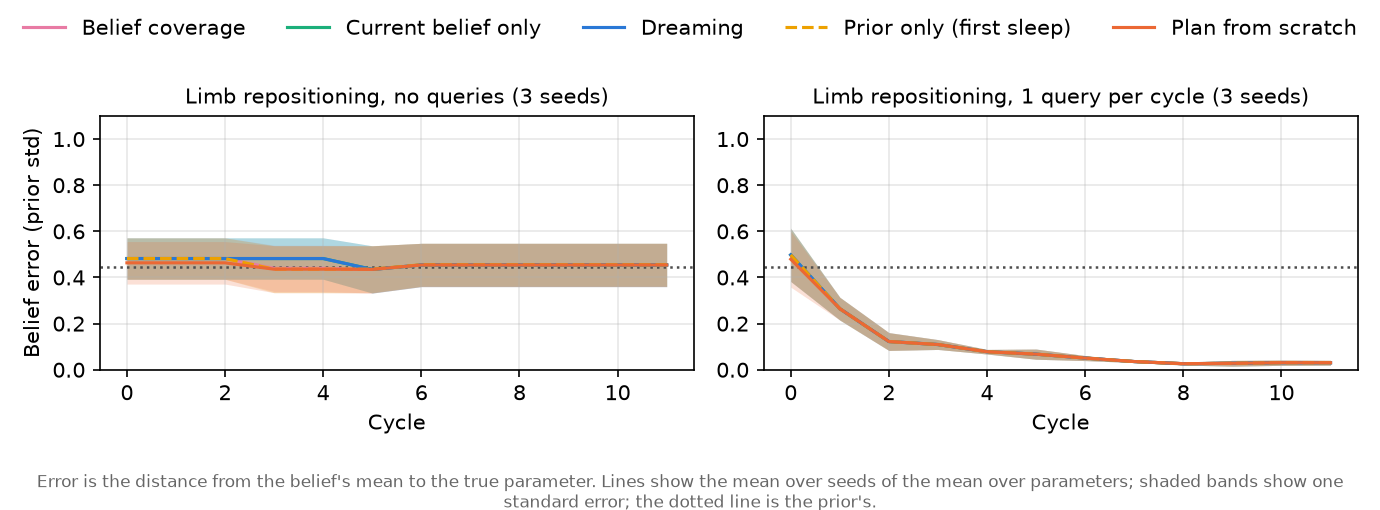 Belief coverage
Current belief only
Dreaming
Prior only (first sleep)
Plan from scratch
Limb repositioning, no queries (3 seeds)
Belief error (prior std)
1.0
0.8
0.6
0.4
0.2
0.0
0 2 4 6 8 10
Cycle
Limb repositioning, 1 query per cycle (3 seeds)
1.0
0.8
0.6
0.4
0.2
0.0
0 2 4 6 8 10
Cycle
Error is the distance from the belief's mean to the true parameter. Lines show the mean over seeds of the mean over parameters; shaded bands show one
standard error; the dotted line is the prior's.